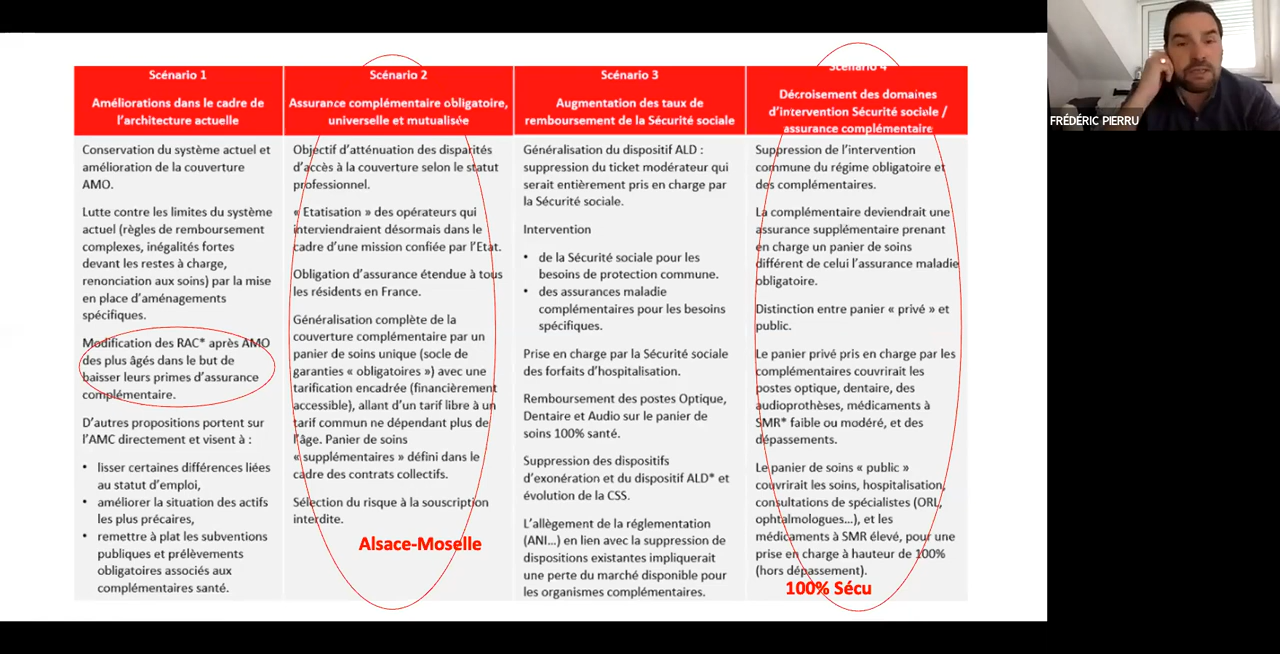 Scénario 1
Améliorations dans le cadre de
l'architecture actuelle
Conservation du système actuel et
amélioration de la couverture
AMO.
Lutte contre les limites du système
actuel (règles de remboursement
complexes, inégalités fortes
devant les restes à charge,
renonciation aux soins) par la mise
en place d'aménagements
spécifiques.
Modification des RAC* après AMO
des plus âgés dans le but de
baisser leurs primes d'assurance
complémentaire.
D'autres propositions portent sur
l'AMC directement et visent à :
• lisser certaines différences liées
au statut d'emploi,
• améliorer la situation des actifs
les plus précaires,
• remettre à plat les subventions
publiques et prélèvements
obligatoires associés aux
complémentaires santé.
Scénario 2
Assurance complémentaire obligatoire,
universelle et mutualisée
Objectif d'atténuation des disparités
d'accès à la couverture selon le statut
professionnel.
« Etatisation » des opérateurs qui
interviendraient désormais dans le
cadre d'une mission confiée par l'Etat.
Obligation d'assurance étendue à tous
les résidents en France.
Généralisation complète de la
couverture complémentaire par un
panier de soins unique (socle de
garanties « obligatoires ») avec une
tarification encadrée (financièrement
accessible), allant d'un tarif libre à un
tarif commun ne dépendant plus de
l'âge. Panier de soins
« supplémentaires » défini dans le
cadre des contrats collectifs.
Sélection du risque à la souscription
interdite.
Alsace-Moselle
Scénario 3
Augmentation des taux de
remboursement de la Sécurité sociale
Généralisation du dispositif ALD :
suppression du ticket modérateur qui
serait entièrement pris en charge par
la Sécurité sociale.
Intervention
• de la Sécurité sociale pour les
besoins de protection commune.
• des assurances maladie
complémentaires pour les besoins
spécifiques.
Prise en charge par la Sécurité sociale
des forfaits d'hospitalisation.
Remboursement des postes Optique,
Dentaire et Audio sur le panier de
soins 100% santé.
Suppression des dispositifs
d'exonération et du dispositif ALD* et
évolution de la CSS.
L'allègement de la réglementation
(ANI...) en lien avec la suppression de
dispositions existantes impliquerait
une perte du marché disponible pour
les organismes complémentaires.
Scénario 4
Décroisement des domaines
d'intervention Sécurité sociale /
assurance complémentaire
Suppression de l'intervention
commune du régime obligatoire et
des complémentaires.
La complémentaire deviendrait une
assurance supplémentaire prenant
en charge un panier de soins
différent de celui l'assurance maladie
obligatoire.
Distinction entre panier « privé » et
public.
Le panier privé pris en charge par les
complémentaires couvrirait les
postes optique, dentaire, des
audioprothèses, médicaments à
SMR* faible ou modéré, et des
dépassements.
Le panier de soins « public »
couvrirait les soins, hospitalisation,
consultations de spécialistes (ORL,
ophtalmologues...), et les
médicaments à SMR élevé, pour une
prise en charge à hauteur de 100%
(hors dépassement).
100% Sécu
FRÉDÉRIC PIERRU